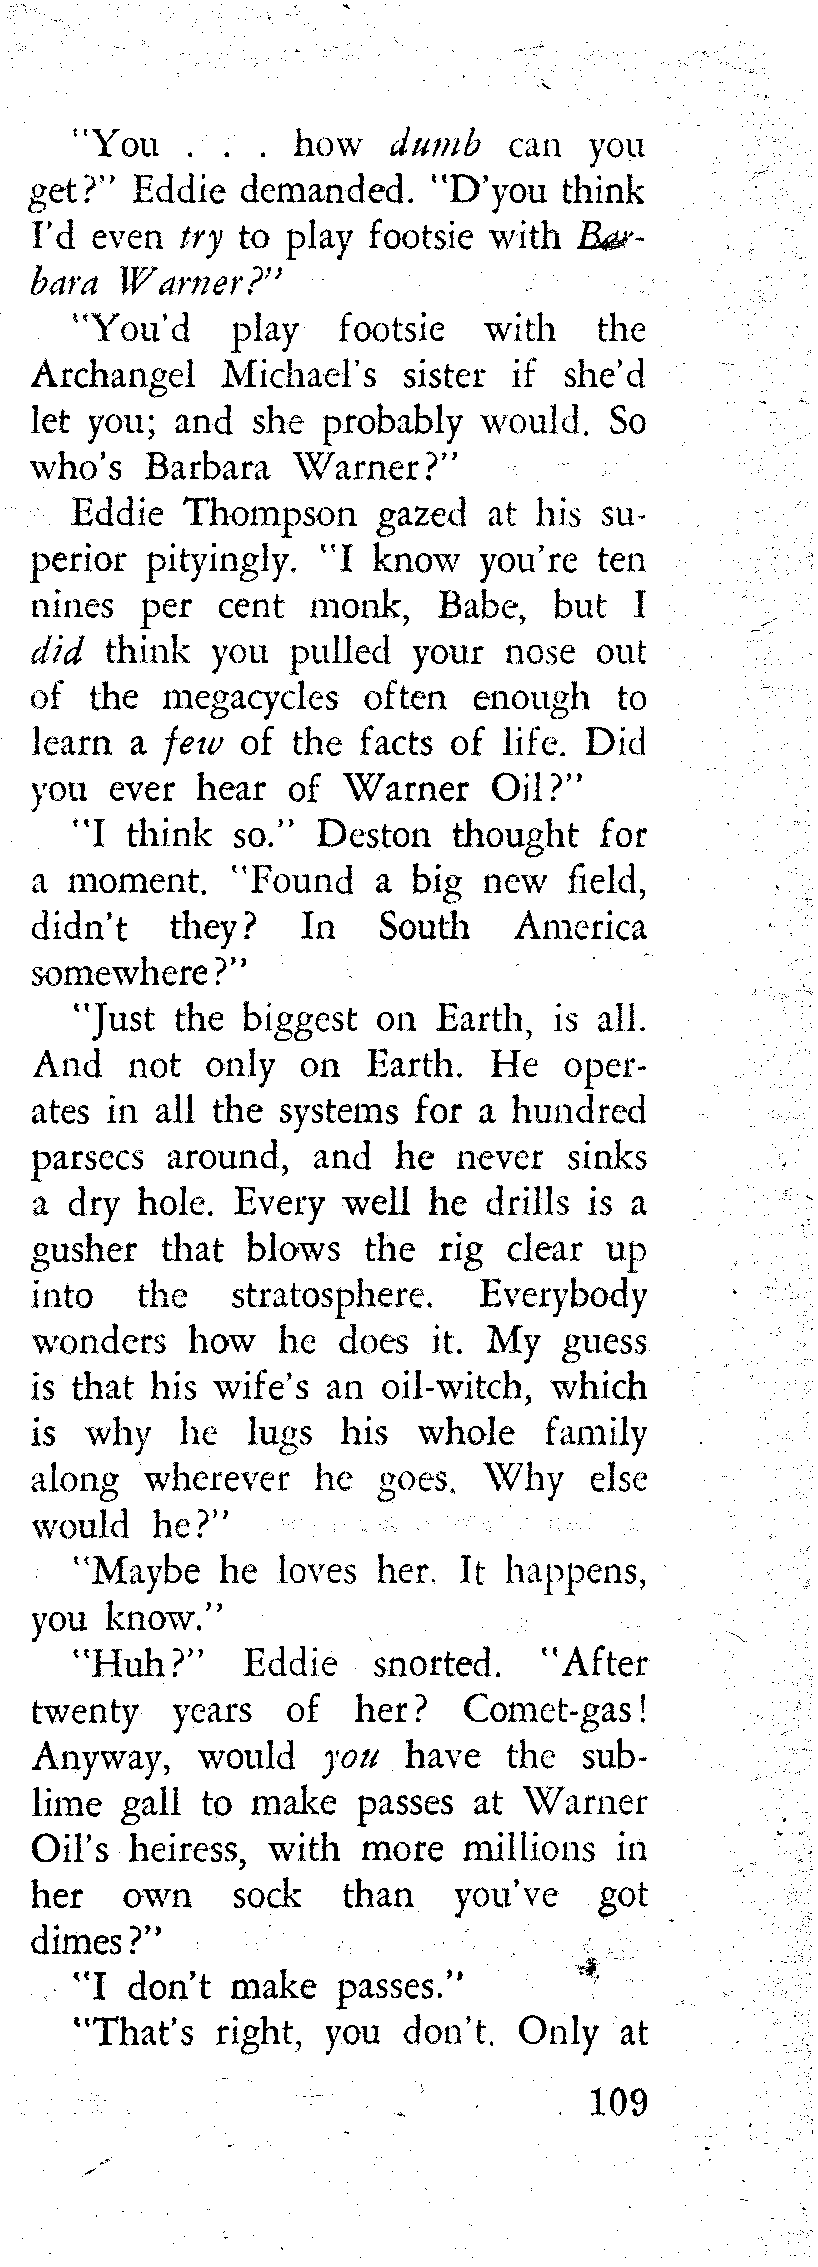 "You . . . how dumb can you
get?" Eddie demanded. "D'you think
I'd even try to play footsie with Bar-
bara Warner?"
"You'd play footsie with the
Archangel Michael's sister if she'd
let you; and she probably would. So
who's Barbara Warner?"
Eddie Thompson gazed at his su-
perior pityingly. "I know you're ten
nines per cent monk, Babe, but I
did think you pulled your nose out
of the megacycles often enough to
learn a few of the facts of life. Did
you ever hear of Warner Oil?"
"I think so." Deston thought for
a moment. "Found a big new field,
didn't they? In South America
somewhere?"
"Just the biggest on Earth, is all.
And not only on Earth. He oper-
ates in all the systems for a hundred
parsecs around, and he never sinks
a dry hole. Every well he drills is a
gusher that blows the rig clear up
into the stratosphere. Everybody
wonders how he does it. My guess
is that his wife's an oil-witch, which
is why he lugs his whole family
along wherever he goes. Why else
would he?"
"Maybe he loves her. It happens,
you know."
"Huh?" Eddie snorted. "After
twenty years of her? Comet-gas!
Anyway, would you have the sub-
lime gall to make passes at Warner
Oil's heiress, with more millions in
her own sock than you've got
dimes?"
"I don't make passes."
"That's right, you don't. Only at
109